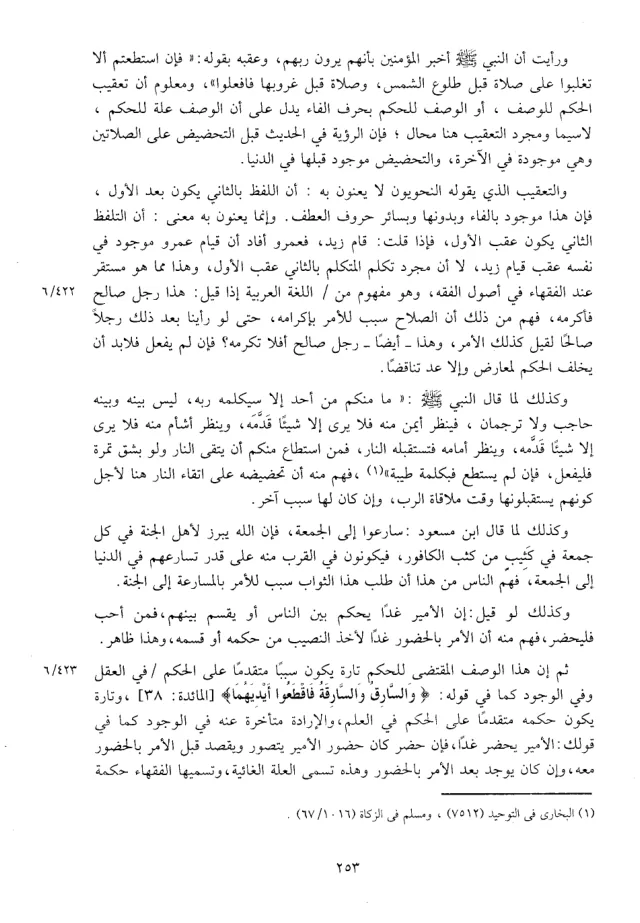 ورأيت أن النبي ﷺ أخبر المؤمنين بأنهم يرون ربهم، وعقبه بقوله: « فإن استطعتم ألا
تغلبوا على صلاة قبل طلوع الشمس، وصلاة قبل غروبها فافعلوا»، ومعلوم أن تعقيب
الحكم للوصف ، أو الوصف للحكم بحرف الفاء يدل على أن الوصف علة للحكم ،
لاسيما ومجرد التعقيب هنا محال ؛ فإن الرؤية في الحديث قبل التحضيض على الصلاتين
وهي موجودة في الآخرة، والتحضيض موجود قبلها في الدنيا.
والتعقيب الذي يقوله النحويون لا يعنون به : أن اللفظ بالثاني يكون بعد الأول ،
فإن هذا موجود بالفاء وبدونها وبسائر حروف العطف. وإنما يعنون به معنى : أن التلفظ
الثاني يكون عقب الأول، فإذا قلت: قام زيد، فعمرو أفاد أن قيام عمرو موجود في
نفسه عقب قيام زيد، لا أن مجرد تكلم المتكلم بالثاني عقب الأول، وهذا مما هو مستقر
عند الفقهاء في أصول الفقه، وهو مفهوم من / اللغة العربية إذا قيل: هذا رجل صالح ٦/٤٢٢
فأكرمه، فهم من ذلك أن الصلاح سبب للأمر بإكرامه، حتى لو رأينا بعد ذلك رجلاً
صالحًا لقيل كذلك الأمر، وهذا ـ أيضًا ـ رجل صالح أفلا تكرمه؟ فإن لم يفعل فلابد أن
يخلف الحكم لمعارض وإلا عد تناقضًا.
وكذلك لما قال النبي ﷺ :« ما منكم من أحد إلا سيكلمه ربه، ليس بينه وبينه
حاجب ولا ترجمان ، فينظر أيمن منه فلا يرى إلا شيئًا قَدَّمَه، وينظر أشأم منه فلا يرى
إلا شيئًا قَدَّمه، وينظر أمامه فتستقبله النار، فمن استطاع منكم أن يتقى النار ولو بشق تمرة
فليفعل، فإن لم يستطع فبكلمة طيبة»(١) ،فهم منه أن تحضيضه على اتقاء النار هنا لأجل
كونهم يستقبلونها وقت ملاقاة الرب، وإن كان لها سبب آخر.
وكذلك لما قال ابن مسعود :سارعوا إلى الجمعة، فإن الله يبرز لأهل الجنة في كل
جمعة في كَثِيبٍ من كثب الكافور، فيكونون في القرب منه على قدر تسارعهم في الدنيا
إلى الجمعة، فهم الناس من هذا أن طلب هذا الثواب سبب للأمر بالمسارعة إلى الجنة.
وكذلك لو قيل:إن الأمير غدًا يحكم بين الناس أو يقسم بينهم،فمن أحب
فليحضر،فهم منه أن الأمر بالحضور غدًا لأخذ النصيب من حكمه أو قسمه،وهذا ظاهر.
ثم إن هذا الوصف المقتضى للحكم تارة يكون سببًا متقدمًا على الحكم / في العقل ٦/٤٢٣
وفي الوجود كما في قوله: ﴿ وَالسَّارِقُ وَالسَّارِقَةُ فَاقْطَعُوا أَيْدِيَهُمَا﴾ [المائدة: ٣٨] ،وتارة
يكون حكمه متقدمًا على الحكم في العلم،والإرادة متأخرة عنه في الوجود كما في
قولك:الأمير يحضر غدًا،فإن حضر كان حضور الأمير يتصور ويقصد قبل الأمر بالحضور
معه،وإن كان يوجد بعد الأمر بالحضور وهذه تسمى العلة الغائية،وتسميها الفقهاء حكمة
(١) البخارى فى التوحيد (٧٥١٢) ، ومسلم فى الزكاة (٦٧/١٠١٦) .
٢٥٣